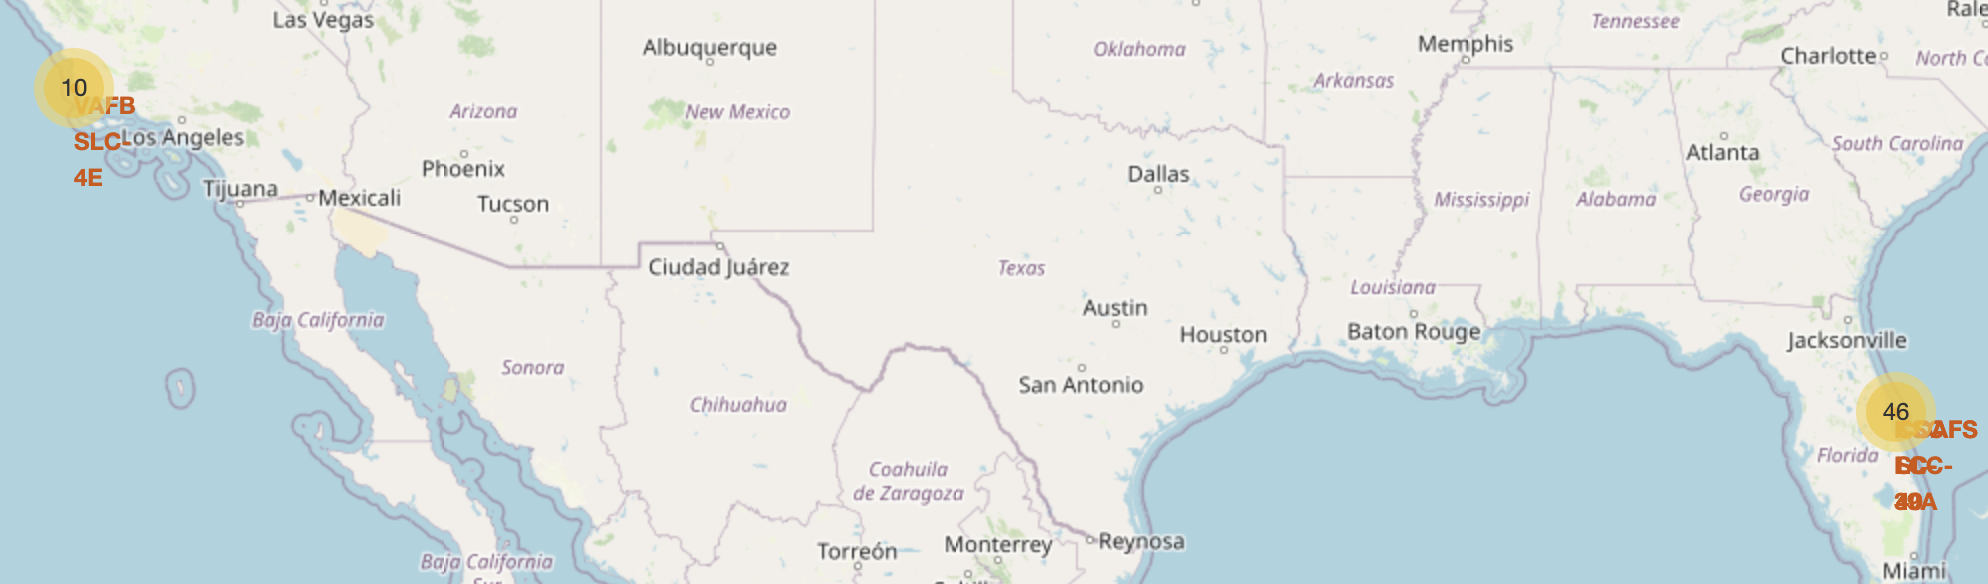 Las Vegas
Albuquerque
Oklahoma
Memphis
Tennessee
Charlotte
North
10
VAFB
SLC-
4E
Los Angeles
Arizona
New Mexico
Arkansas
Phoenix
Tucson
Tijuana
Mexicali
Dallas
Atlanta
South Carolina
Mississippi
Alabama
Georgia
Ciudad Juárez
Texas
Louisiana
Baja California
Austin
Houston
Baton Rouge
Jacksonville
Sonora
San Antonio
Chihuahua
46
Florida
Coahuila
de Zaragoza
Torreón
Monterrey
Reynosa
Baja California
Miami